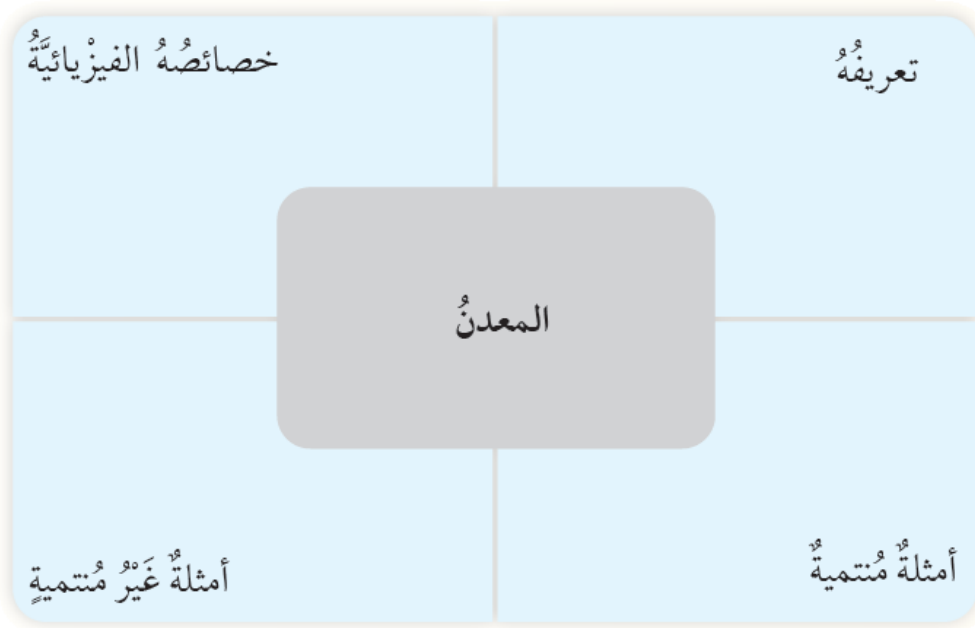 تعريفُهُ
خصائصُهُ الفيزْيائيَّةُ
المعدنُ
أمثلةٌ مُنتميةٌ
أمثلةٌ غَيْرُ مُنتميةٍ